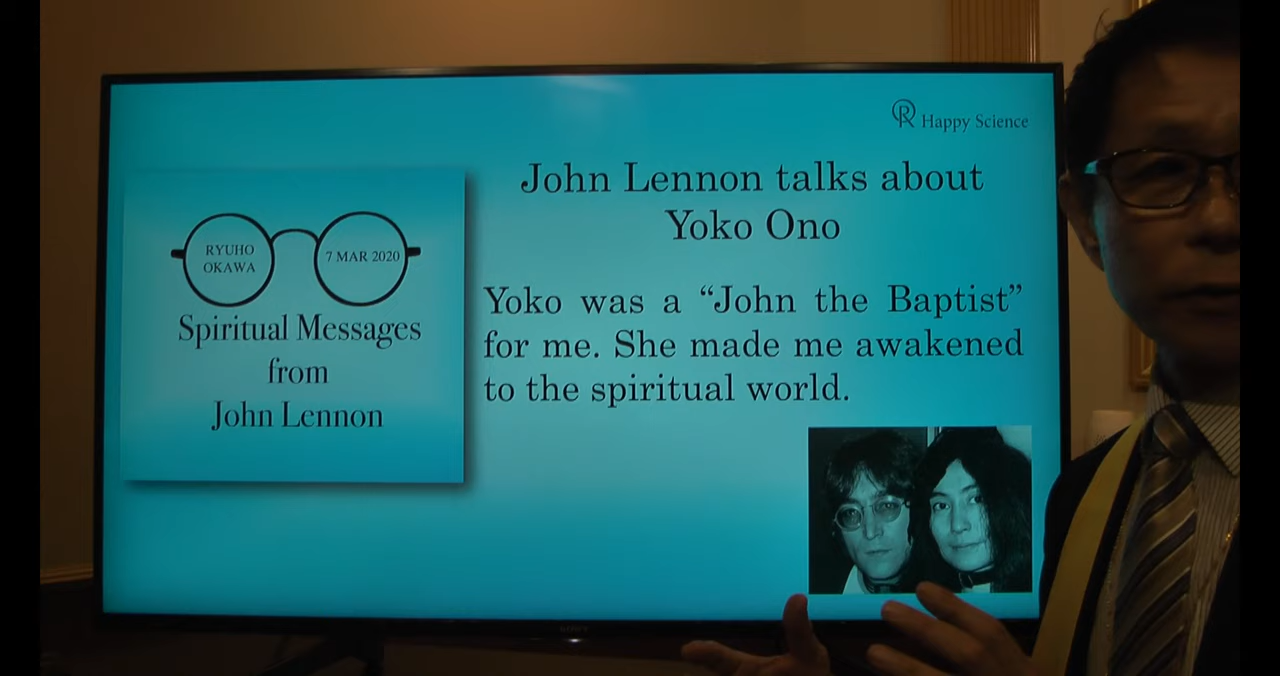 R Happy Science
John Lennon talks about
Yoko Ono
RYUHO
OKAWA
7 MAR 2020
Spiritual Messages
from
John Lennon
Yoko was a “John the Baptist”
for me. She made me awakened
to the spiritual world.
SONY